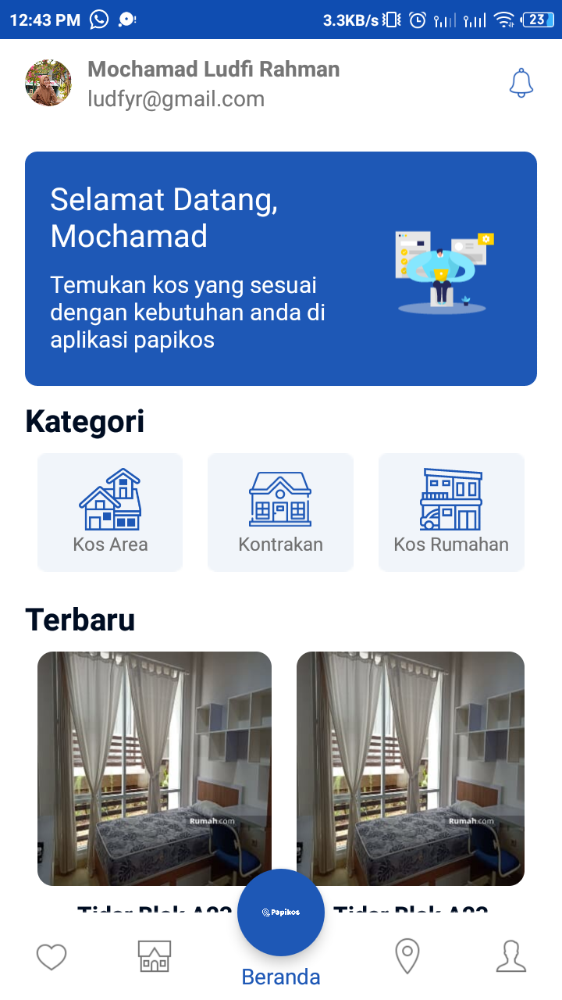 12:43 PM
3.3KB/s
23
Mochamad Ludfi Rahman
ludfyr@gmail.com
Selamat Datang,
Mochamad
Temukan kos yang sesuai
dengan kebutuhan anda di
aplikasi papikos
Kategori
Kos Area
Kontrakan
Kos Rumahan
Terbaru
Rumah.com
Rumah.com
Papikos
Beranda